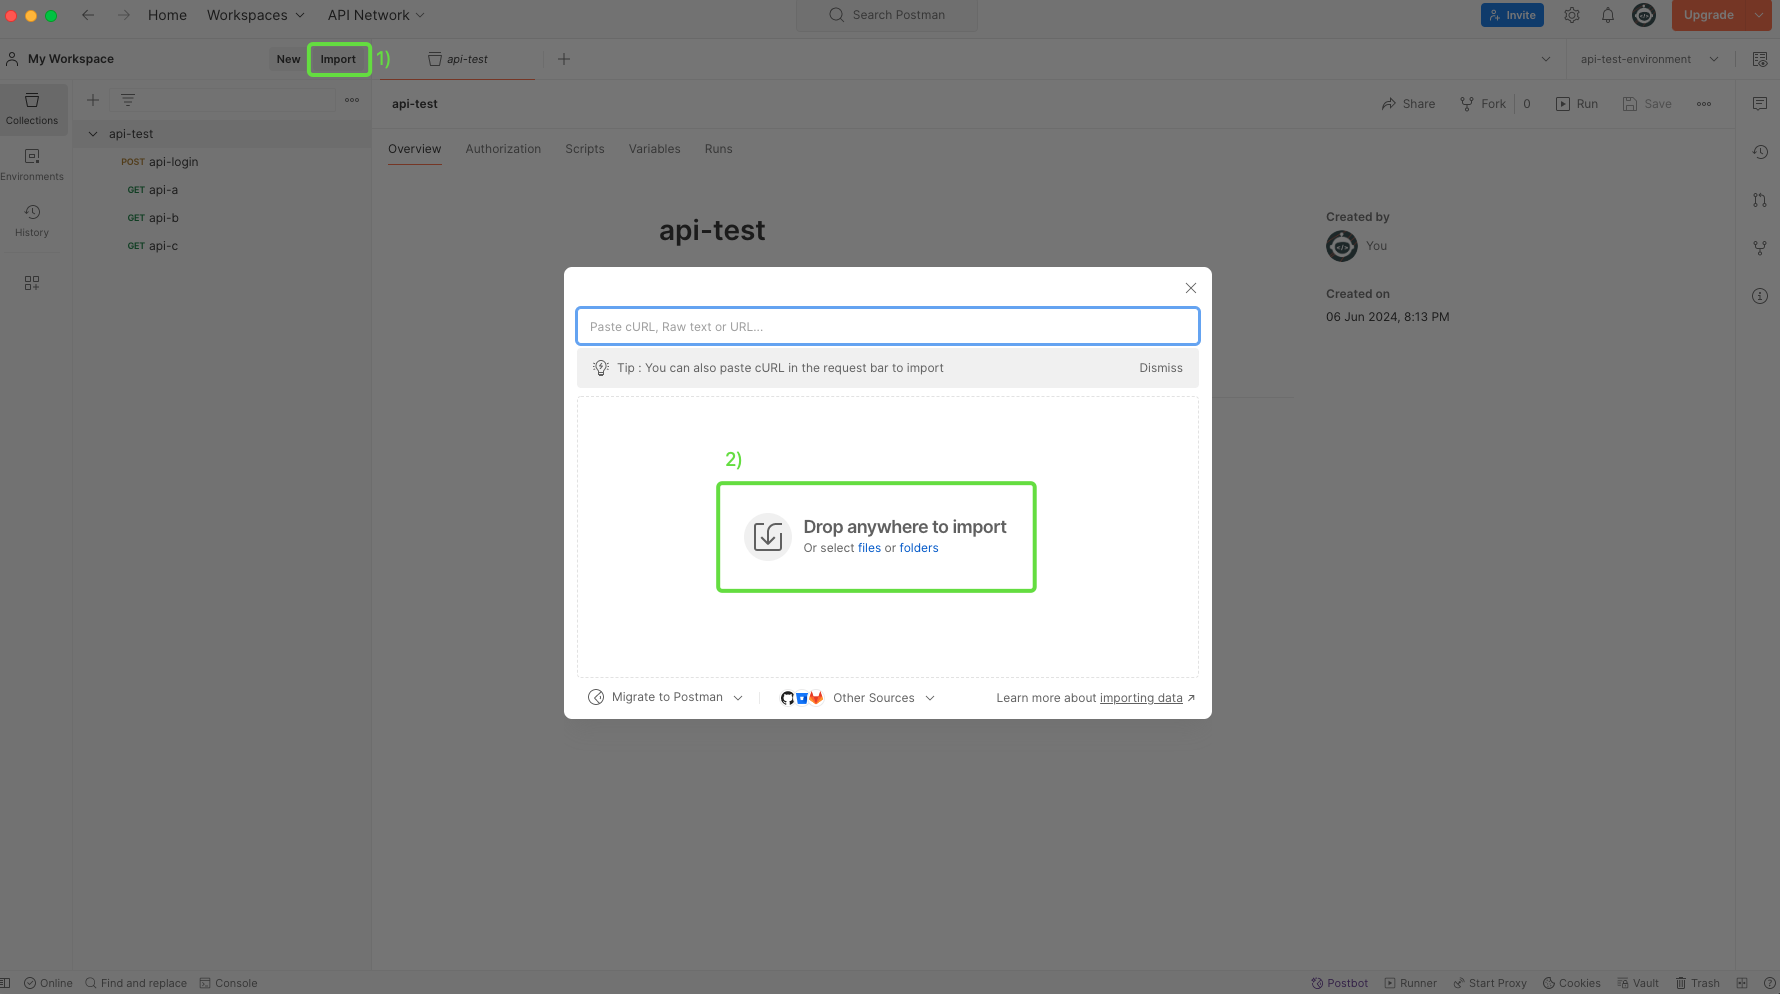 Home Workspaces API Network Search Postman Invite Upgrade
My Workspace New Import 1) api-test api-test-environment
Collections
Environments
History
api-test
POST api-login
GET api-a
GET api-b
GET api-c
api-test Share Fork 0 Run Save
Overview Authorization Scripts Variables Runs
api-test
Created by
You
Created on
06 Jun 2024, 8:13 PM
Paste cURL, Raw text or URL...
Tip : You can also paste cURL in the request bar to import Dismiss
2)
Drop anywhere to import
Or select files or folders
Migrate to Postman Other Sources Learn more about importing data ↗
Online Find and replace Console Postbot Runner Start Proxy Cookies Vault Trash